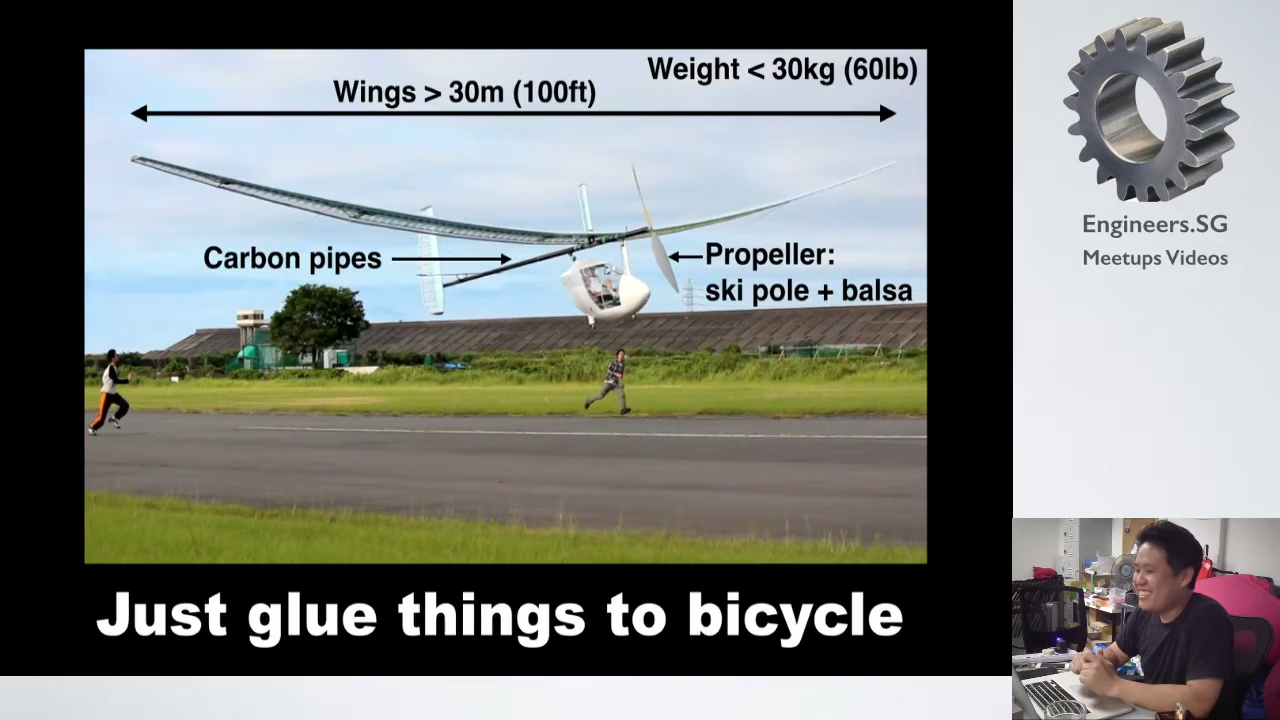 Weight < 30kg (60lb)
Wings > 30m (100ft)
Carbon pipes
Propeller:
ski pole + balsa
Just glue things to bicycle
Engineers.SG
Meetups Videos